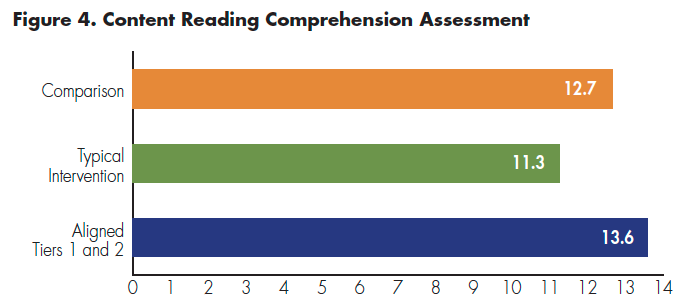 Figure 4. Content Reading Comprehension Assessment
Comparison
12.7
Typical
Intervention
11.3
Aligned
Tiers 1 and 2
13.6
0 1 2 3 4 5 6 7 8 9 10 11 12 13 14